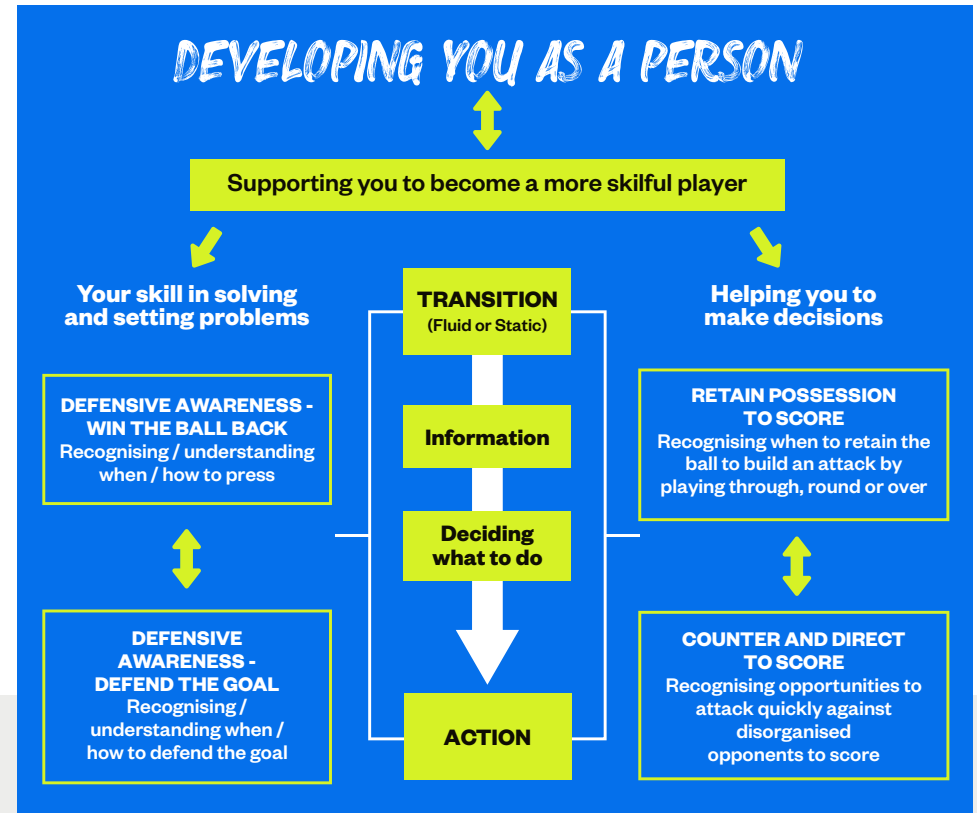 DEVELOPING YOU AS A PERSON
Supporting you to become a more skilful player
Your skill in solving
and setting problems
DEFENSIVE AWARENESS -
WIN THE BALL BACK
Recognising / understanding
when / how to press
DEFENSIVE
AWARENESS -
DEFEND THE GOAL
Recognising /
understanding when /
how to defend the goal
TRANSITION
(Fluid or Static)
Information
Deciding
what to do
ACTION
Helping you to
make decisions
RETAIN POSSESSION
TO SCORE
Recognising when to retain the
ball to build an attack by
playing through, round or over
COUNTER AND DIRECT
TO SCORE
Recognising opportunities to
attack quickly against
disorganised
opponents to score